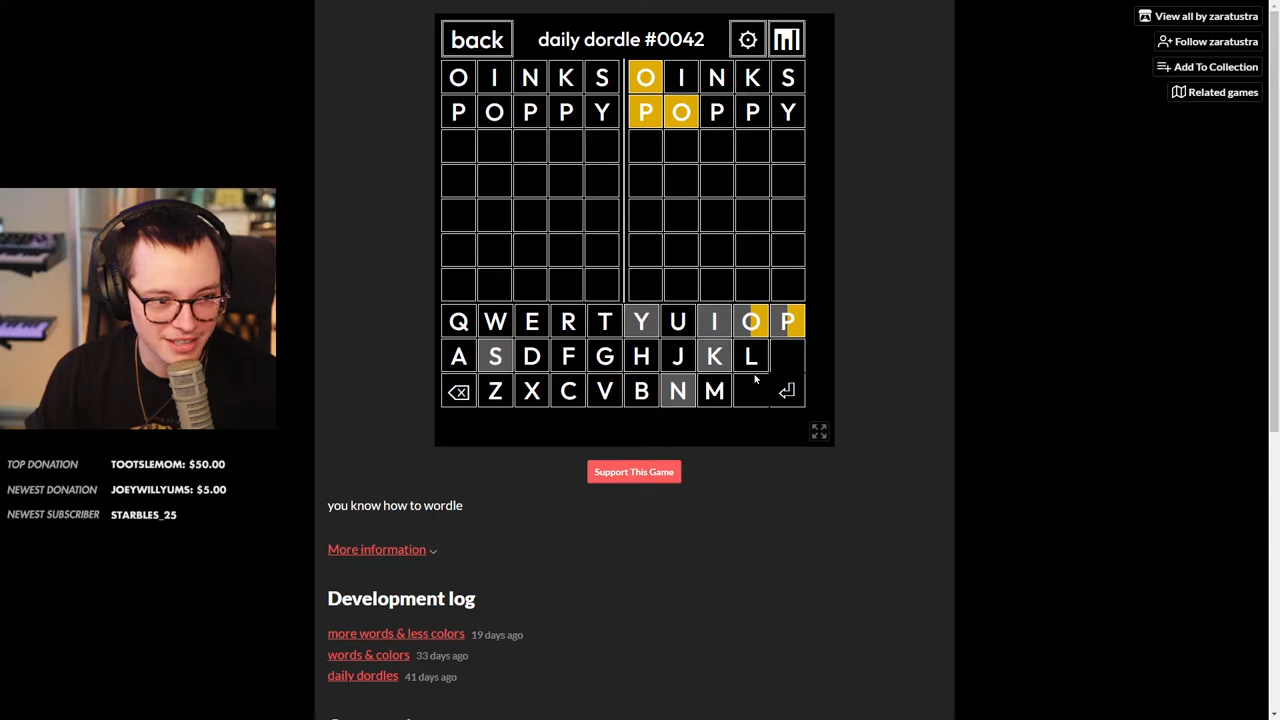 View all by zaratustra
Follow zaratustra
Add To Collection
Related games
back daily dordle #0042
O I N K S O I N K S
P O P P Y P O P P Y
Q W E R T Y U I O P
A S D F G H J K L
Z X C V B N M
Support This Game
you know how to wordle
More information
Development log
more words & less colors 19 days ago
words & colors 33 days ago
daily dordles 41 days ago
TOP DONATION TOOTSLEMOM: $50.00
NEWEST DONATION JOEYWILLYUMS: $5.00
NEWEST SUBSCRIBER STARBLES_25